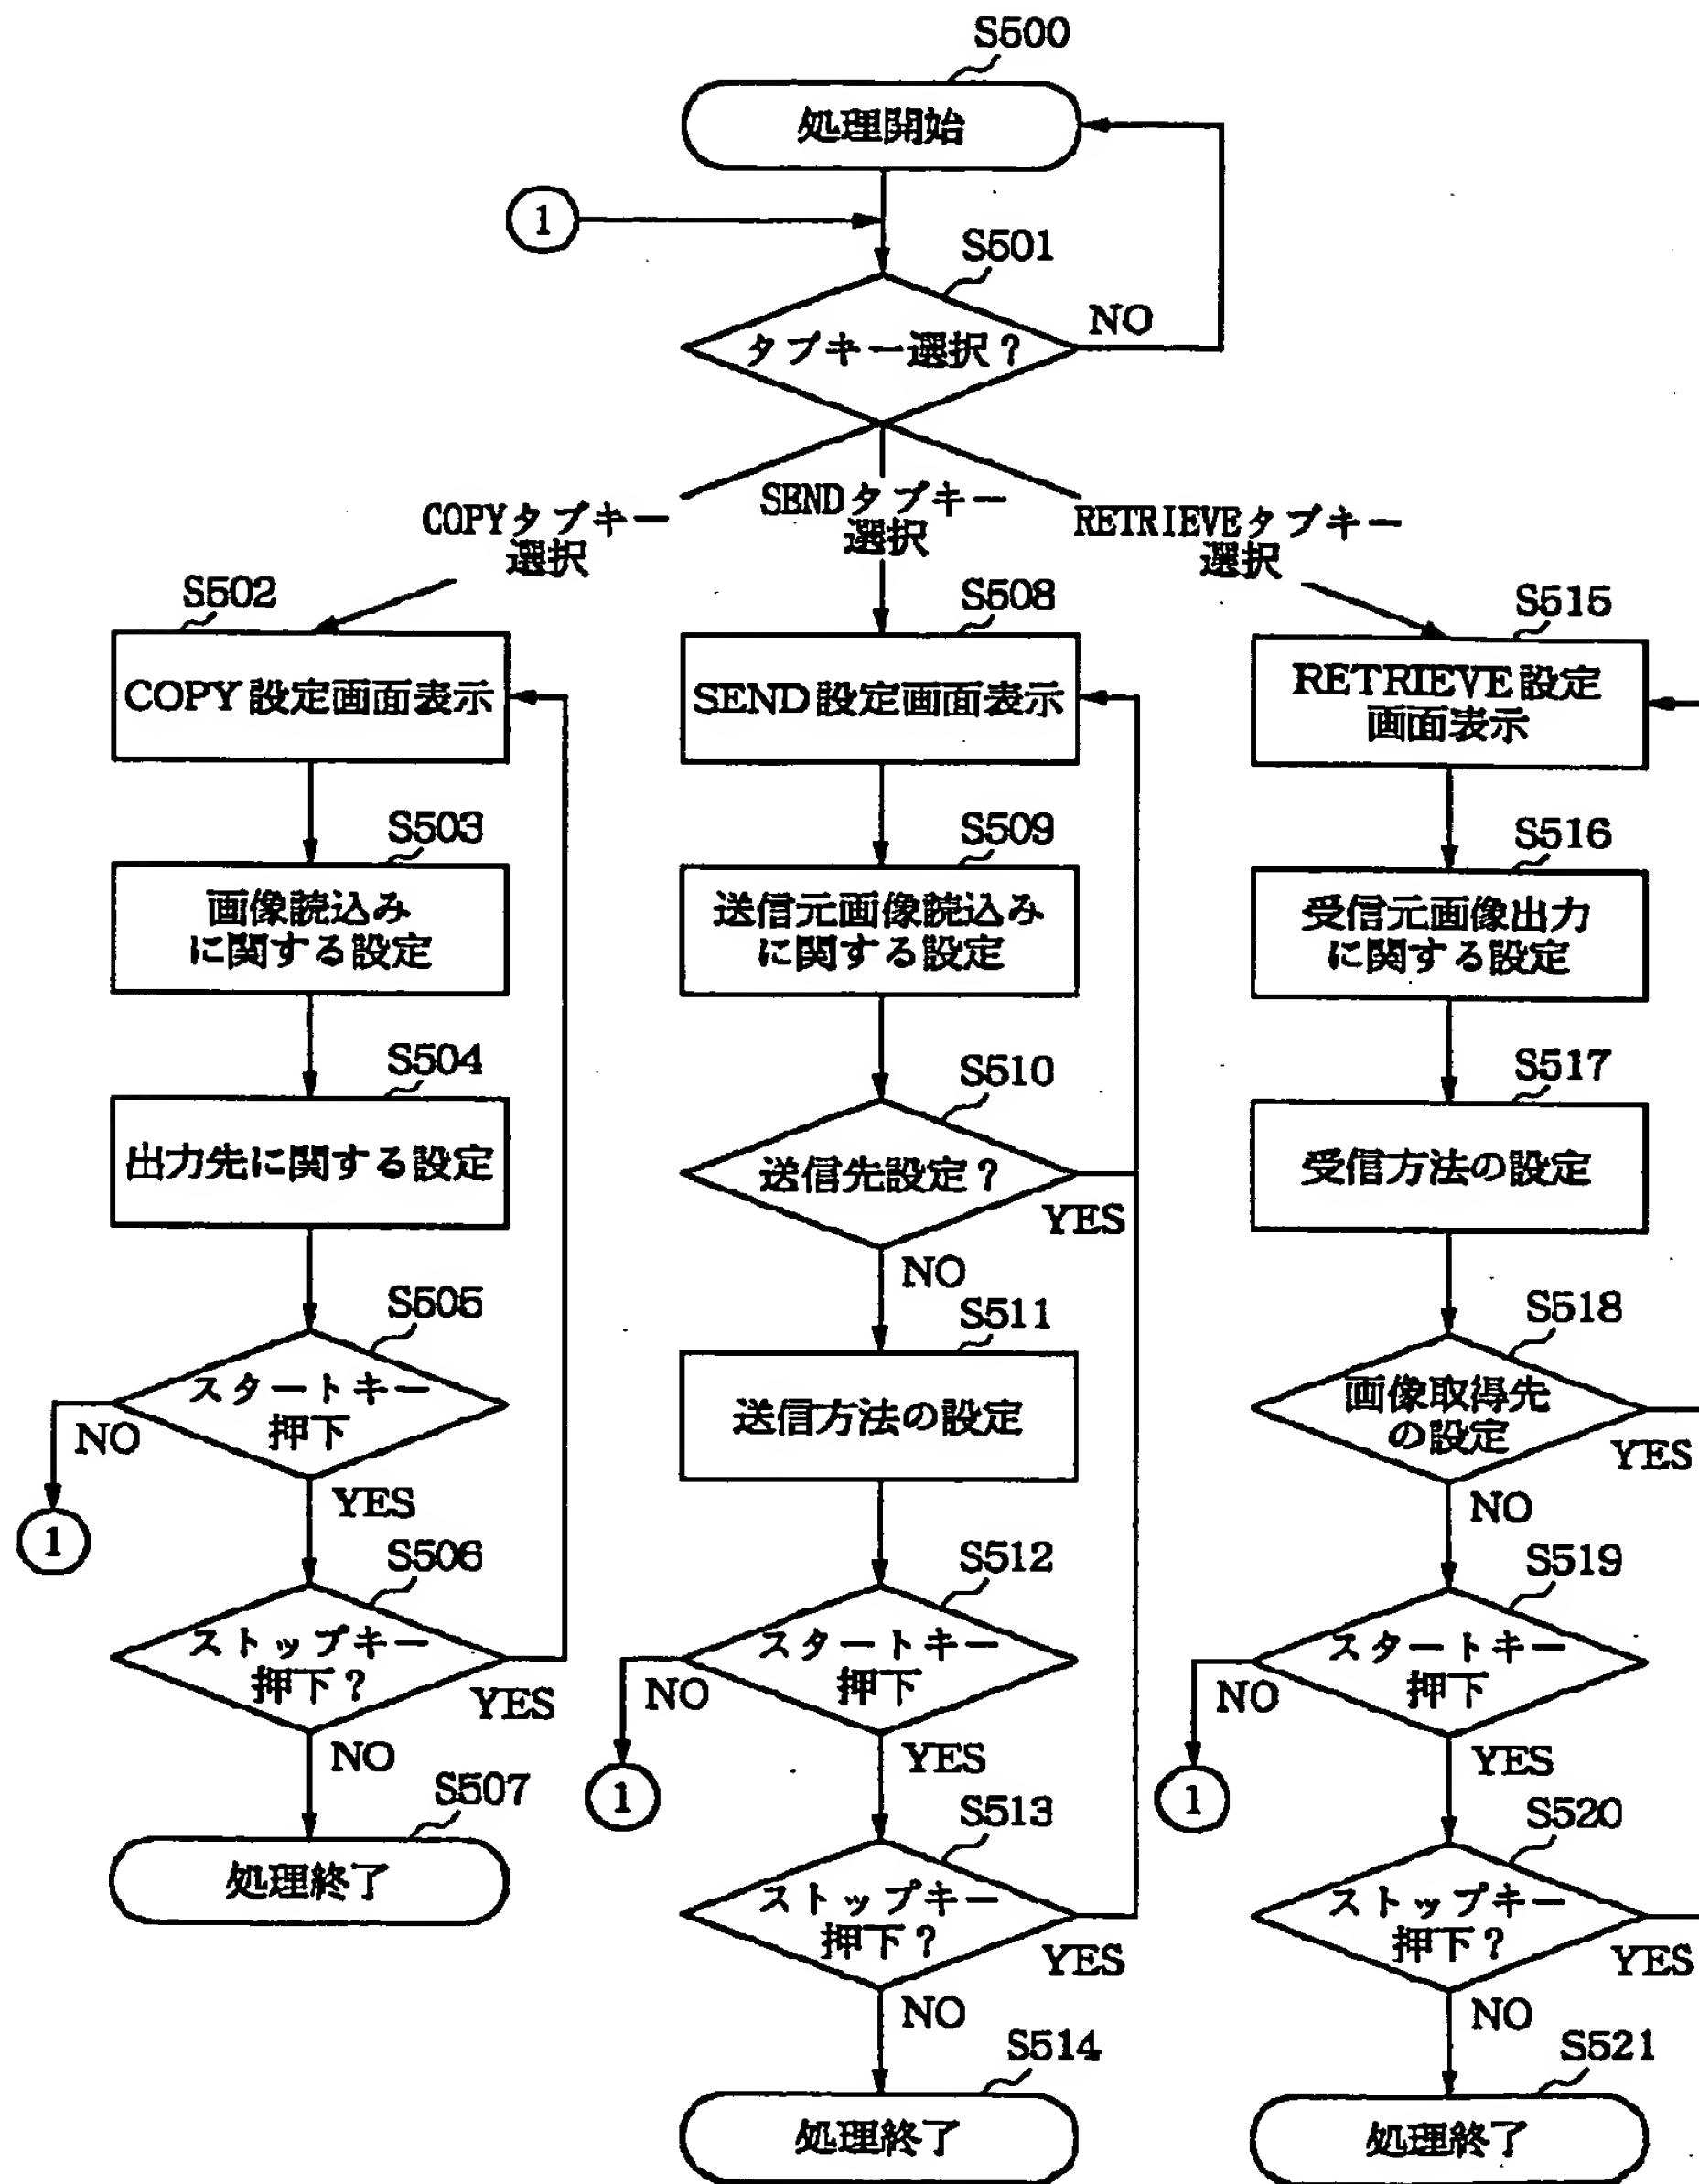 S500
処理開始
1
S501
タブキー選択？
NO
COPYタブキー
選択
SENDタブキー
選択
RETRIEVEタブキー
選択
S502
COPY設定画面表示
S503
画像読込み
に関する設定
S504
出力先に関する設定
S505
スタートキー
押下
NO
1
YES
S506
ストップキー
押下？
YES
NO
S507
処理終了
S508
SEND設定画面表示
S509
送信元画像読込み
に関する設定
S510
送信先設定？
YES
NO
S511
送信方法の設定
S512
スタートキー
押下
NO
1
YES
S513
ストップキー
押下？
YES
NO
S514
処理終了
S515
RETRIEVE設定
画面表示
S516
受信元画像出力
に関する設定
S517
受信方法の設定
S518
画像取得先
の設定
YES
NO
S519
スタートキー
押下
NO
1
YES
S520
ストップキー
押下？
YES
NO
S521
処理終了